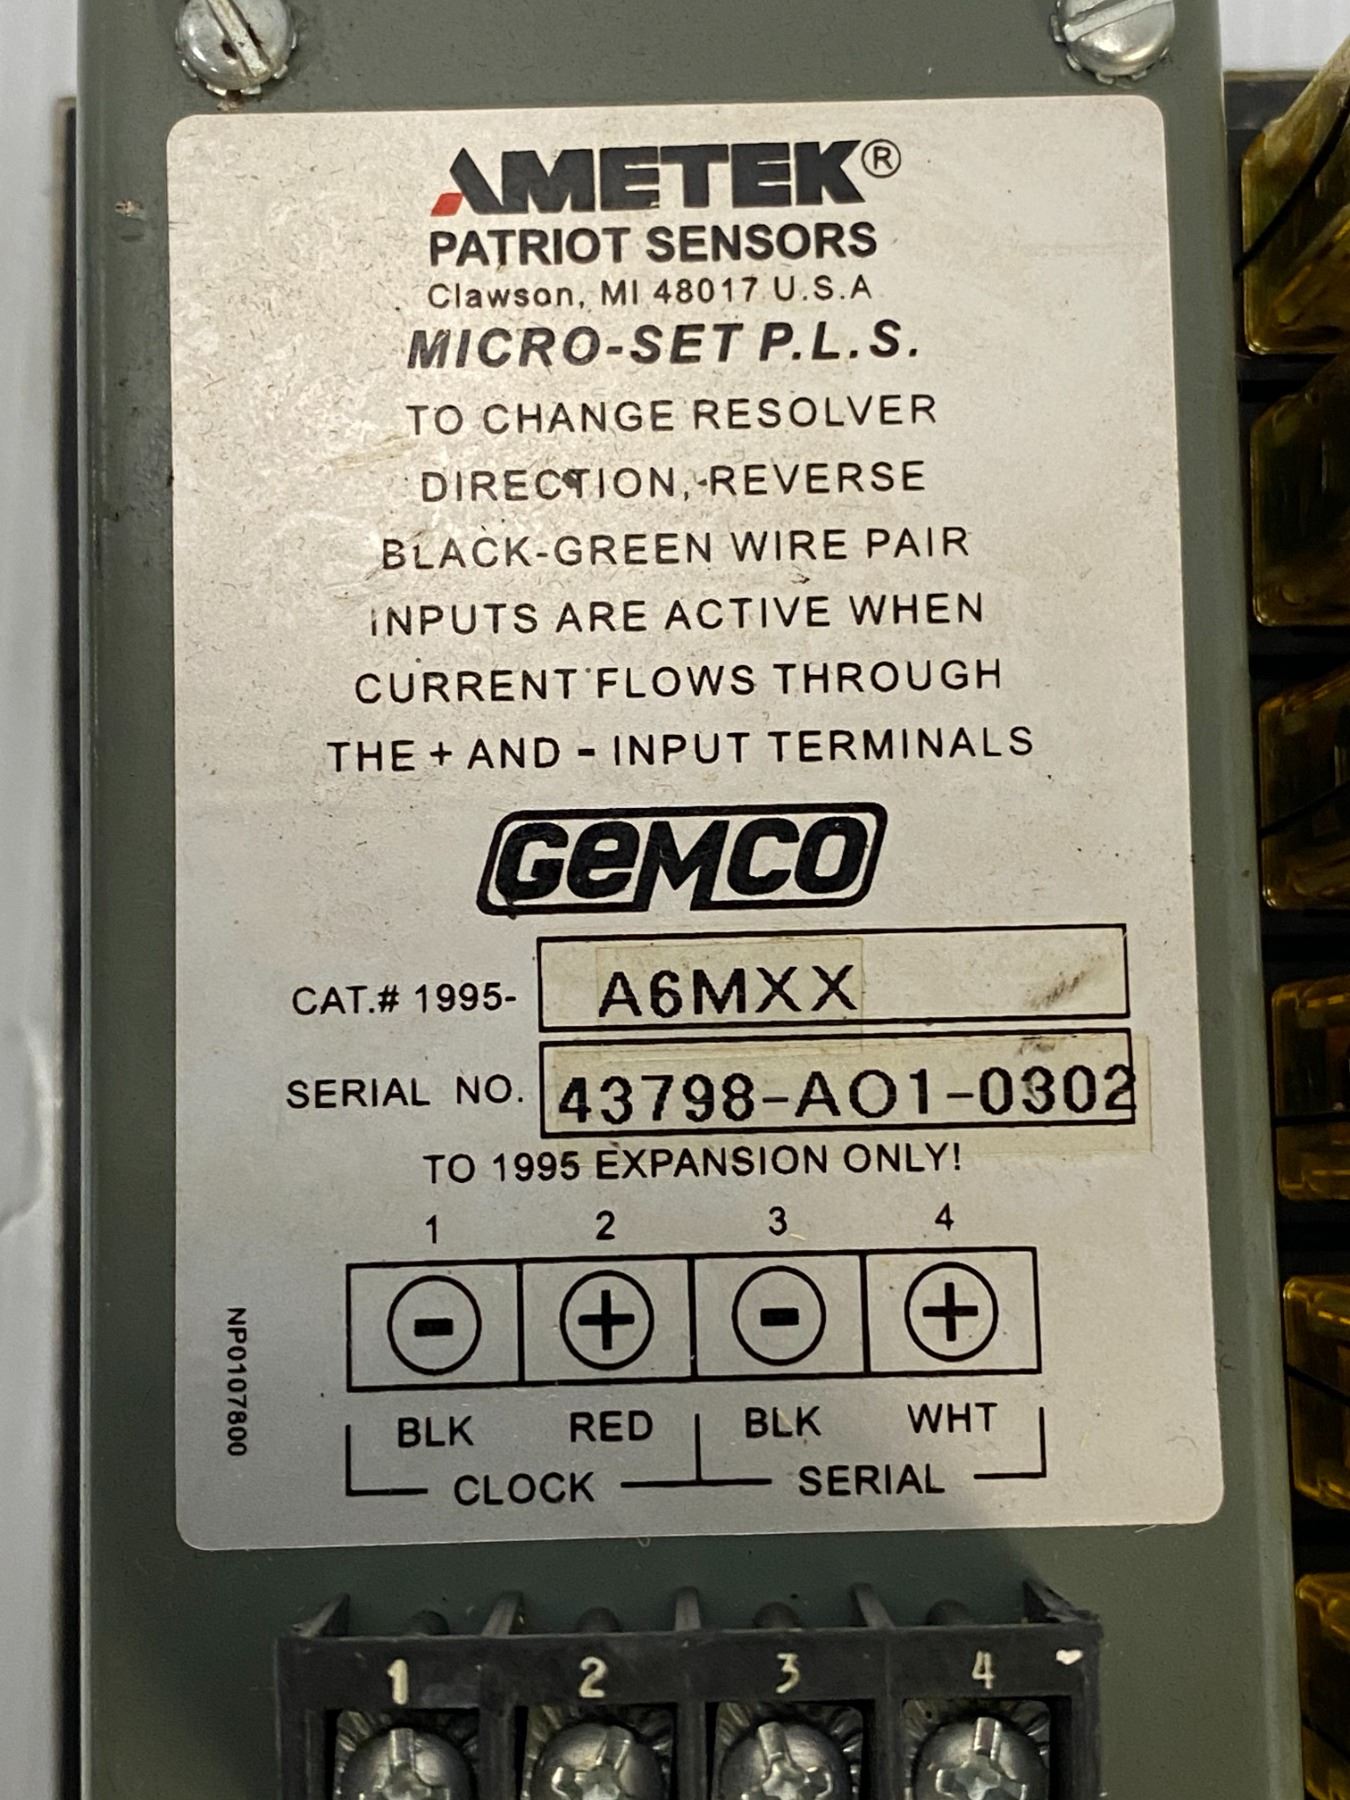 AMETEK®
PATRIOT SENSORS
Clawson, MI 48017 U.S.A
MICRO-SET P.L.S.
TO CHANGE RESOLVER
DIRECTION, REVERSE
BLACK-GREEN WIRE PAIR
INPUTS ARE ACTIVE WHEN
CURRENT FLOWS THROUGH
THE + AND - INPUT TERMINALS
GEMCO
CAT.# 1995- A6MXX
SERIAL NO. 43798-AO1-0302
TO 1995 EXPANSION ONLY!
1 2 3 4
- + - +
BLK RED BLK WHT
CLOCK SERIAL
NP0107800
1 2 3 4